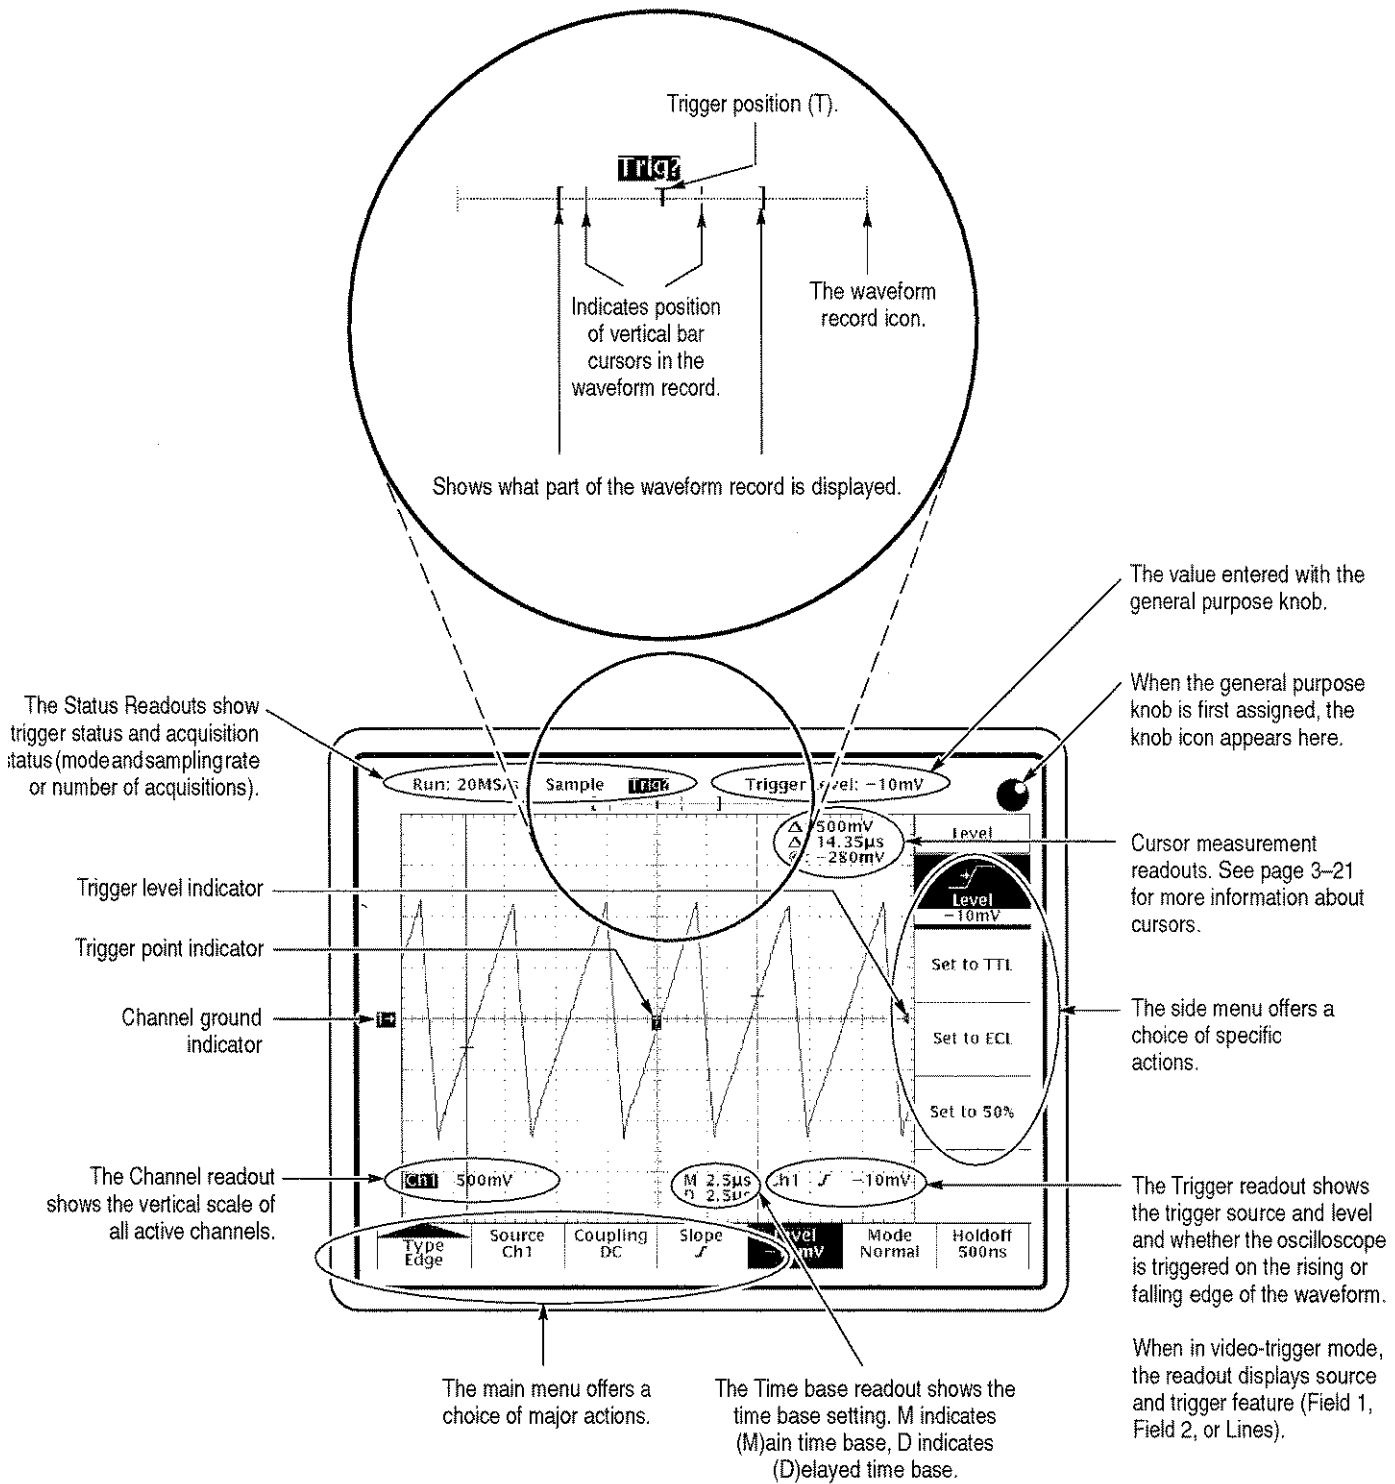 Trigger position (T).
Trig?
Indicates position
of vertical bar
cursors in the
waveform record.
The waveform
record icon.
Shows what part of the waveform record is displayed.
The value entered with the
general purpose knob.
When the general purpose
knob is first assigned, the
knob icon appears here.
The Status Readouts show
trigger status and acquisition
status (mode and sampling rate
or number of acquisitions).
Run: 20MS/s Sample Trig?
Trigger Level: −10mV
Δ: 500mV
Δ: 14.35µs
@: −280mV
Level
Cursor measurement
readouts. See page 3–21
for more information about
cursors.
Level
−10mV
Trigger level indicator
Trigger point indicator
Set to TTL
Channel ground
indicator
1→
T
The side menu offers a
choice of specific
actions.
Set to ECL
Set to 50%
The Channel readout
shows the vertical scale of
all active channels.
Ch1 500mV
M 2.5µs Ch1 −10mV
D 2.5µs
The Trigger readout shows
the trigger source and level
and whether the oscilloscope
is triggered on the rising or
falling edge of the waveform.
Type
Edge
Source
Ch1
Coupling
DC
Slope
Level
−10mV
Mode
Normal
Holdoff
500ns
When in video-trigger mode,
the readout displays source
and trigger feature (Field 1,
Field 2, or Lines).
The main menu offers a
choice of major actions.
The Time base readout shows the
time base setting. M indicates
(M)ain time base, D indicates
(D)elayed time base.